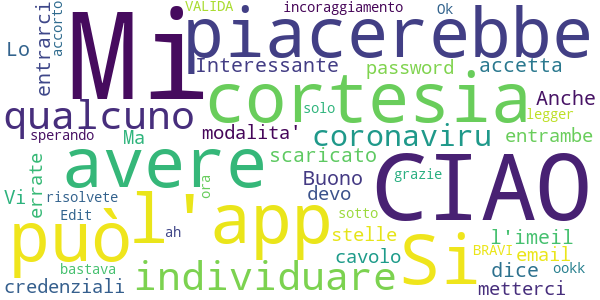 VALIDA incoraggiamento Ok
Lo entrarci accorto Mi piacerebbe
Interessante password accetta
qualcuno cortesia Anche
solo legger
sperando Ma modalita' coronaviru entrambe
avere scaricato CIAO
errate Buono grazie
Vi risolvete ora devo
Edit sotto
può l'app stelle Si l'imeil
ah cavolo BRAVI email
bastava individuare dice ookk
credenziali metterci